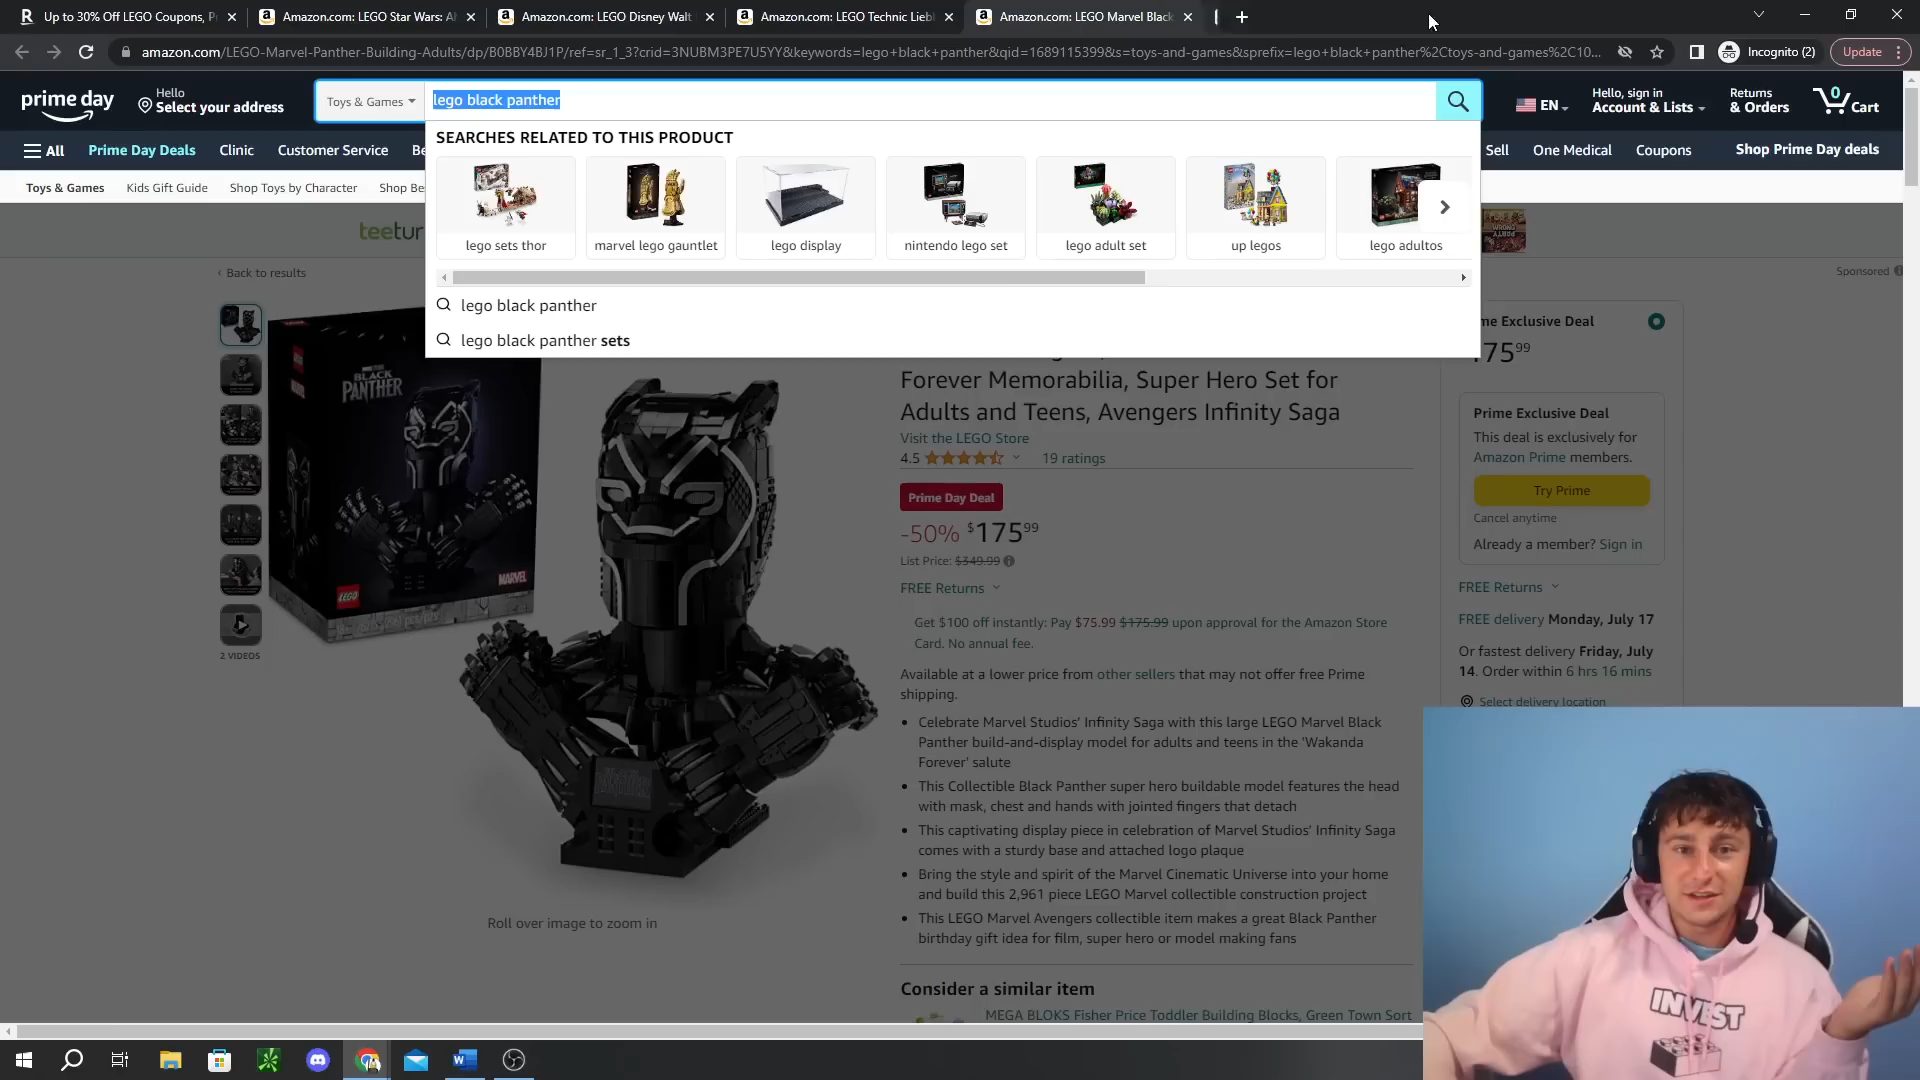 Up to 30% Off LEGO Coupons, P
Amazon.com: LEGO Star Wars: Ah
Amazon.com: LEGO Disney Walt
Amazon.com: LEGO Technic Liebh
Amazon.com: LEGO Marvel Black
amazon.com/LEGO-Marvel-Panther-Building-Adults/dp/B0BBY4BJ1P/ref=sr_1_3?crid=3NUBM3PE7U5YY&keywords=lego+black+panther&qid=1689115399&s=toys-and-games&sprefix=lego+black+panther%2Ctoys-and-games%2C10...
Incognito (2)
Update
prime day
Hello
Select your address
Toys & Games
lego black panther
EN
Hello, sign in
Account & Lists
Returns
& Orders
0
Cart
All
Prime Day Deals
Clinic
Customer Service
Be
Sell
One Medical
Coupons
Shop Prime Day deals
Toys & Games
Kids Gift Guide
Shop Toys by Character
Shop Be
SEARCHES RELATED TO THIS PRODUCT
lego sets thor
marvel lego gauntlet
lego display
nintendo lego set
lego adult set
up legos
lego adultos
lego black panther
lego black panther sets
teetur
Sponsored
‹ Back to results
BLACK
PANTHER
LEGO
MARVEL
2 VIDEOS
Roll over image to zoom in
Forever Memorabilia, Super Hero Set for
Adults and Teens, Avengers Infinity Saga
Visit the LEGO Store
4.5
19 ratings
Prime Day Deal
-50% $175 99
List Price: $349.99
FREE Returns
Get $100 off instantly: Pay $75.99 $175.99 upon approval for the Amazon Store
Card. No annual fee.
Available at a lower price from other sellers that may not offer free Prime
shipping.
• Celebrate Marvel Studios' Infinity Saga with this large LEGO Marvel Black
Panther build-and-display model for adults and teens in the 'Wakanda
Forever' salute
• This Collectible Black Panther super hero buildable model features the head
with mask, chest and hands with jointed fingers that detach
• This captivating display piece in celebration of Marvel Studios' Infinity Saga
comes with a sturdy base and attached logo plaque
• Bring the style and spirit of the Marvel Cinematic Universe into your home
and build this 2,961 piece LEGO Marvel collectible construction project
• This LEGO Marvel Avengers collectible item makes a great Black Panther
birthday gift idea for film, super hero or model making fans
Consider a similar item
MEGA BLOKS Fisher Price Toddler Building Blocks, Green Town Sort
me Exclusive Deal
175 99
Prime Exclusive Deal
This deal is exclusively for
Amazon Prime members.
Try Prime
Cancel anytime
Already a member? Sign in
FREE Returns
FREE delivery Monday, July 17
Or fastest delivery Friday, July
14. Order within 6 hrs 16 mins
Select delivery location
INVEST